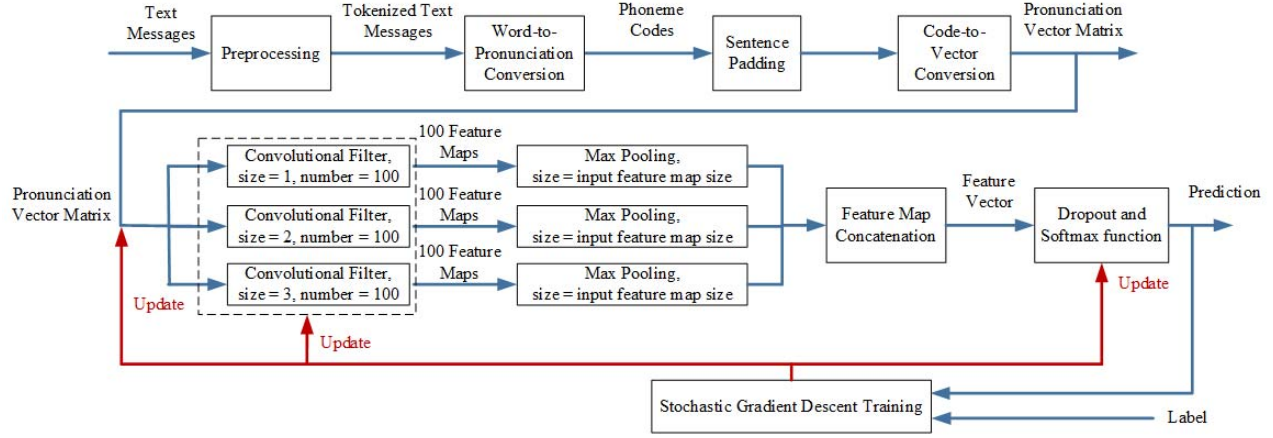 Text
Messages
Preprocessing
Tokenized Text
Messages
Word-to-
Pronunciation
Conversion
Phoneme
Codes
Sentence
Padding
Code-to-
Vector
Conversion
Pronunciation
Vector Matrix
Pronunciation
Vector Matrix
Convolutional Filter,
size = 1, number = 100
100 Feature
Maps
Max Pooling,
size = input feature map size
Convolutional Filter,
size = 2, number = 100
100 Feature
Maps
Max Pooling,
size = input feature map size
Convolutional Filter,
size = 3, number = 100
100 Feature
Maps
Max Pooling,
size = input feature map size
Feature Map
Concatenation
Feature
Vector
Dropout and
Softmax function
Prediction
Update
Update
Update
Stochastic Gradient Descent Training
Label